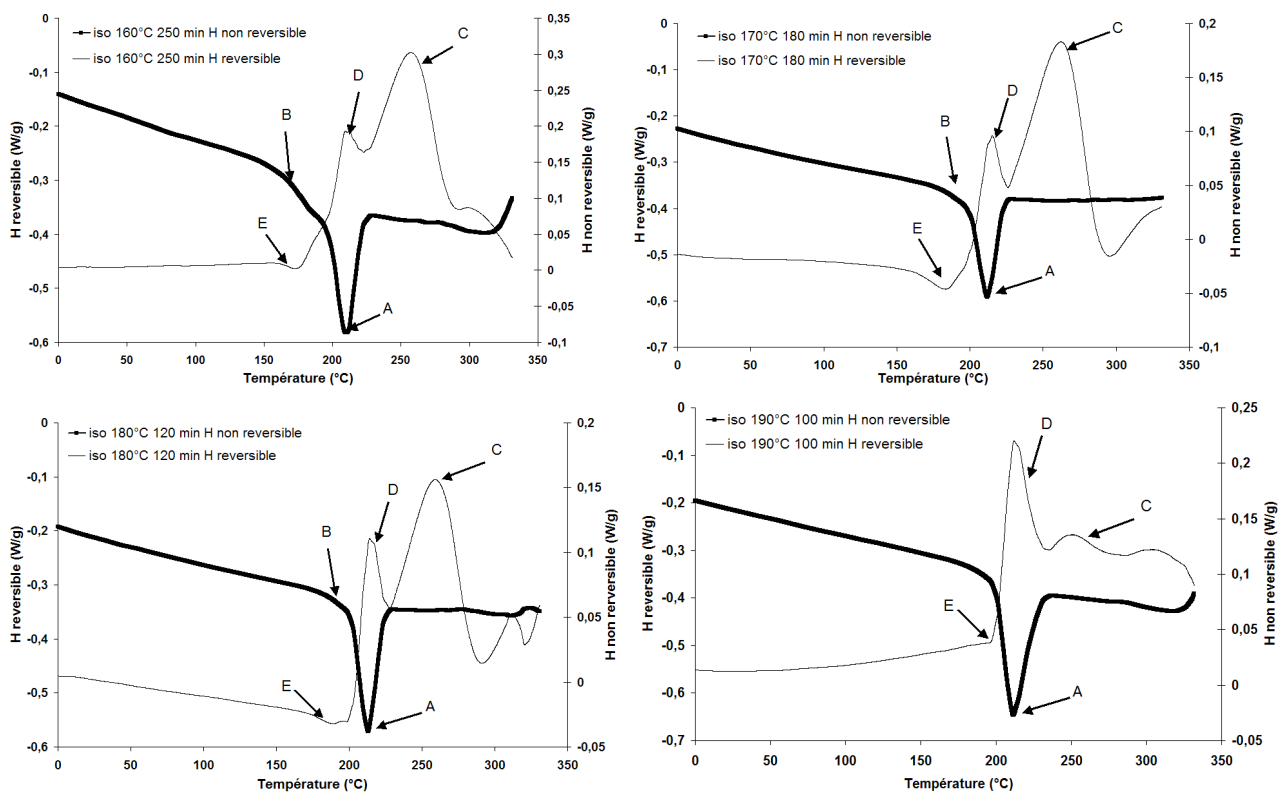 iso 160°C 250 min H non reversible
iso 160°C 250 min H reversible
H reversible (W/g)
H non reversible (W/g)
Température (°C)
0
-0,1
-0,2
-0,3
-0,4
-0,5
-0,6
0,35
0,3
0,25
0,2
0,15
0,1
0,05
0
-0,05
-0,1
0 50 100 150 200 250 300 350
A
B
C
D
E
iso 170°C 180 min H non reversible
iso 170°C 180 min H reversible
H reversible (W/g)
H non reversible (W/g)
Température (°C)
0
-0,1
-0,2
-0,3
-0,4
-0,5
-0,6
-0,7
0,2
0,15
0,1
0,05
0
-0,05
-0,1
0 50 100 150 200 250 300 350
A
B
C
D
E
iso 180°C 120 min H non reversible
iso 180°C 120 min H reversible
H reversible (W/g)
H non rerversible (W/g)
Température (°C)
0
-0,1
-0,2
-0,3
-0,4
-0,5
-0,6
0,2
0,15
0,1
0,05
0
-0,05
0 50 100 150 200 250 300 350
A
B
C
D
E
iso 190°C 100 min H non reversible
iso 190°C 100 min H reversible
H reversible (W/g)
H non reversible (W/g)
Température (°C)
0
-0,1
-0,2
-0,3
-0,4
-0,5
-0,6
-0,7
0,25
0,2
0,15
0,1
0,05
0
-0,05
0 50 100 150 200 250 300 350
A
C
D
E